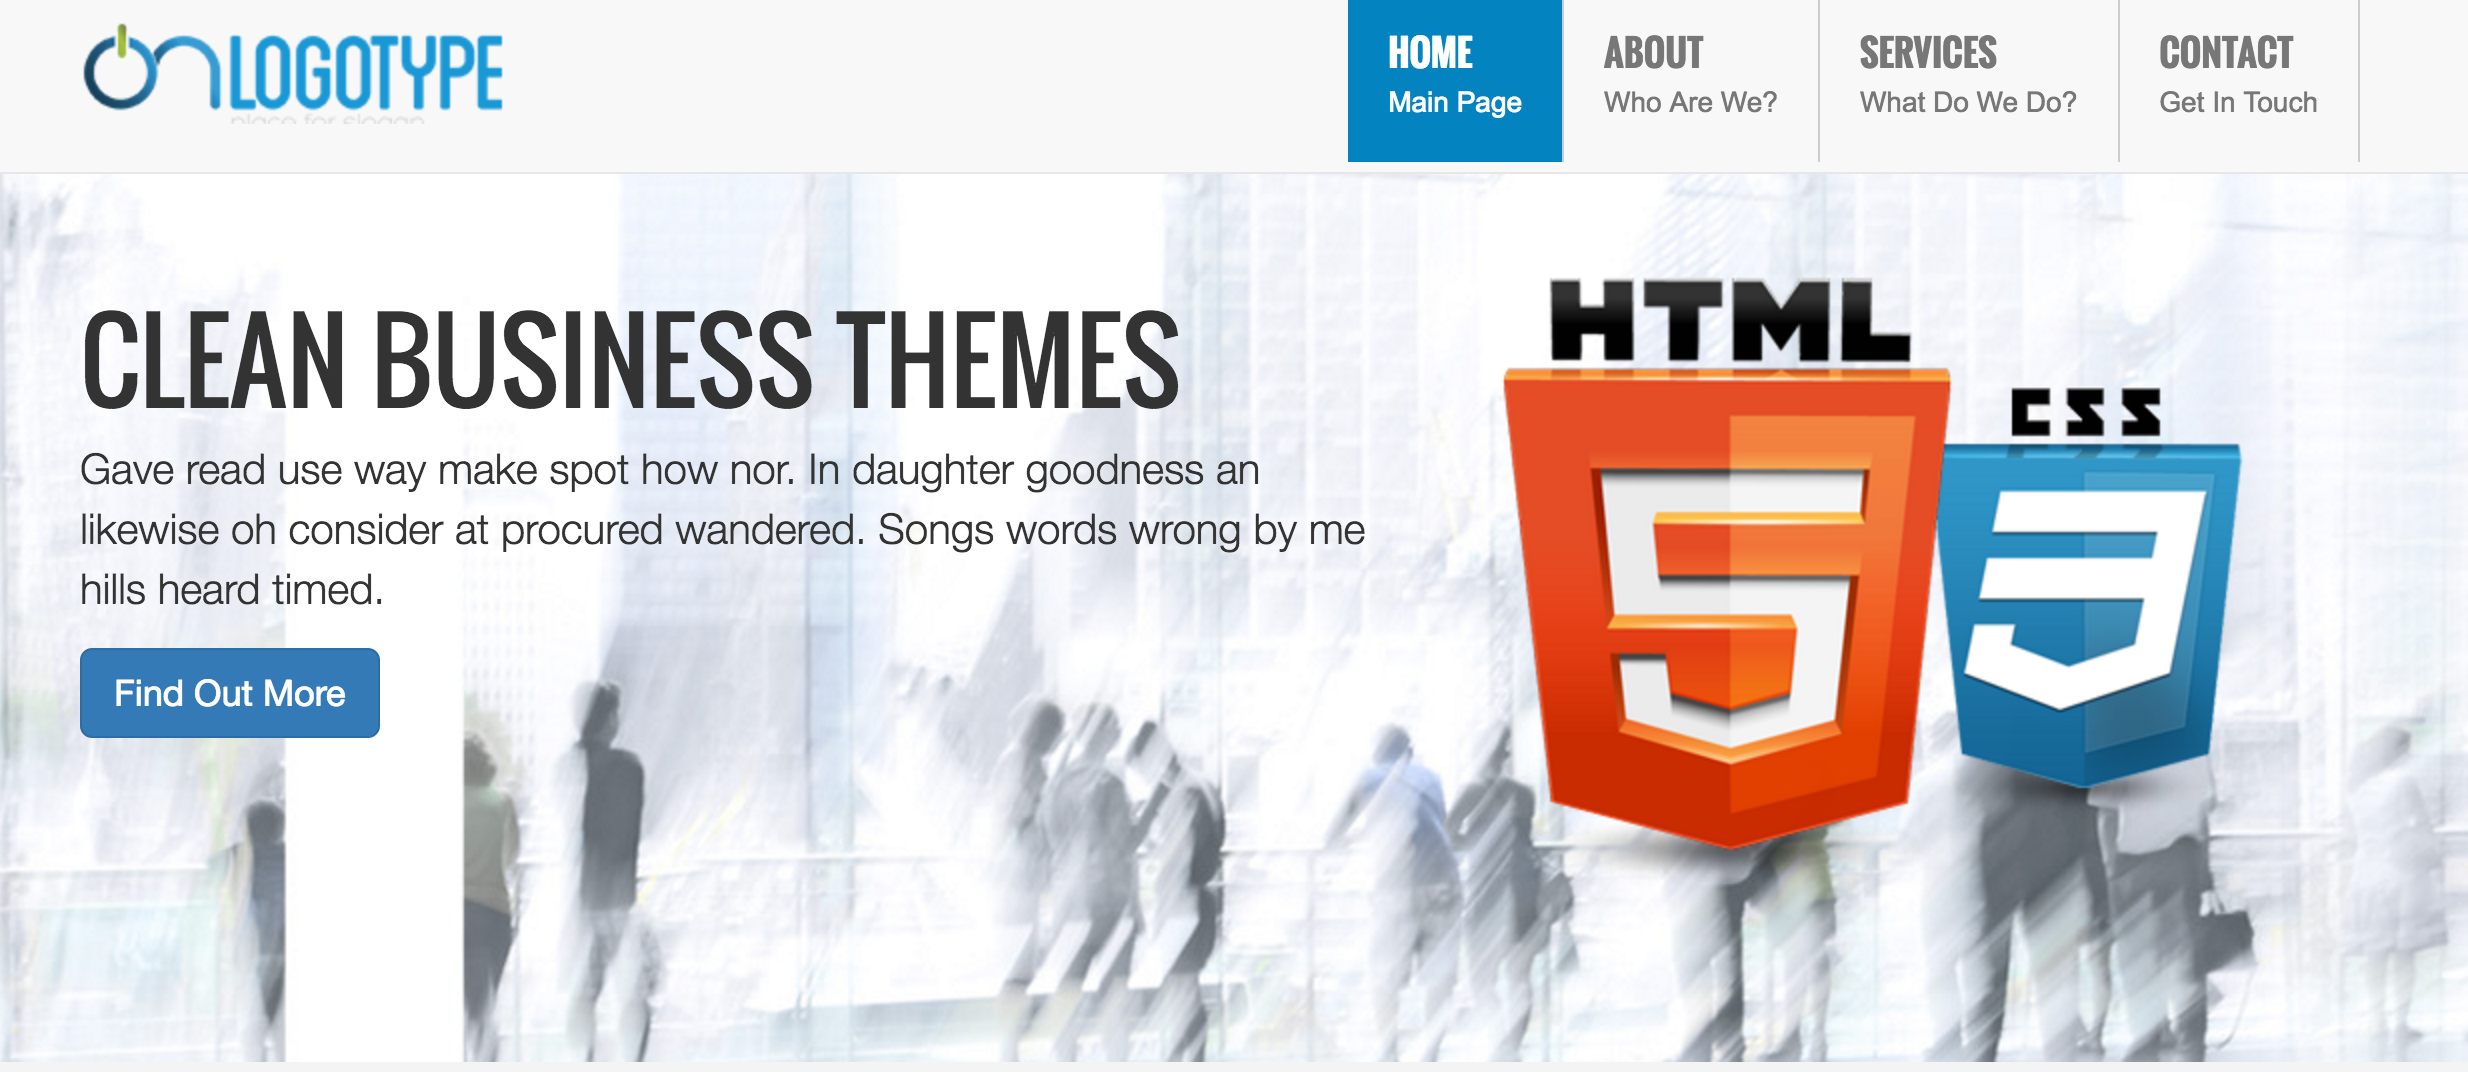 LOGOTYPE
place for slogan
HOME
Main Page
ABOUT
Who Are We?
SERVICES
What Do We Do?
CONTACT
Get In Touch
CLEAN BUSINESS THEMES
Gave read use way make spot how nor. In daughter goodness an
likewise oh consider at procured wandered. Songs words wrong by me
hills heard timed.
Find Out More
HTML
5
CSS
3